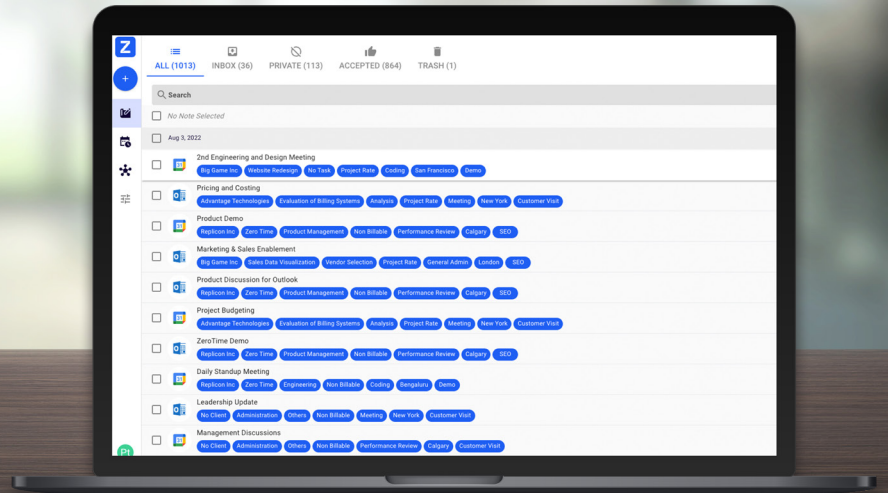 Z
ALL (1013) INBOX (36) PRIVATE (113) ACCEPTED (864) TRASH (1)
+
Search
No Note Selected
Aug 3, 2022
2nd Engineering and Design Meeting
Big Game Inc Website Redesign No Task Project Rate Coding San Francisco Demo
Pricing and Costing
Advantage Technologies Evaluation of Billing Systems Analysis Project Rate Meeting New York Customer Visit
Product Demo
Replicon Inc Zero Time Product Management Non Billable Performance Review Calgary SEO
Marketing & Sales Enablement
Big Game Inc Sales Data Visualization Vendor Selection Project Rate General Admin London SEO
Product Discussion for Outlook
Replicon Inc Zero Time Product Management Non Billable Performance Review Calgary SEO
Project Budgeting
Advantage Technologies Evaluation of Billing Systems Analysis Project Rate Meeting New York Customer Visit
ZeroTime Demo
Replicon Inc Zero Time Product Management Non Billable Performance Review Calgary SEO
Daily Standup Meeting
Replicon Inc Zero Time Engineering Non Billable Coding Bengaluru Demo
Leadership Update
No Client Administration Others Non Billable Meeting New York Customer Visit
Management Discussions
No Client Administration Others Non Billable Performance Review Calgary Customer Visit
Pt